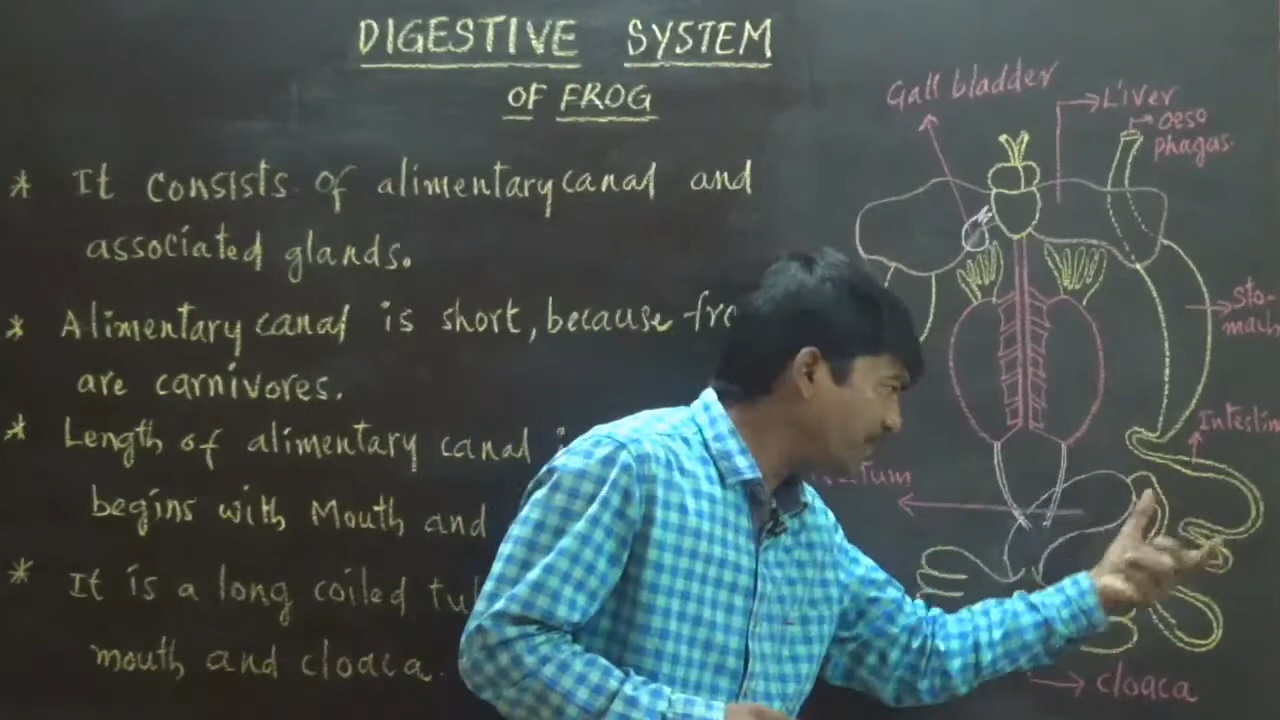 DIGESTIVE SYSTEM
OF FROG
* It consists of alimentary canal and
associated glands.
* Alimentary canal is short, because
are carnivores.
* Length of alimentary canal
begins with Mouth and
* It is a long coiled
mouth and cloaca.
Gall bladder
Liver
oeso
phagus.
Sto-
mach
cloaca